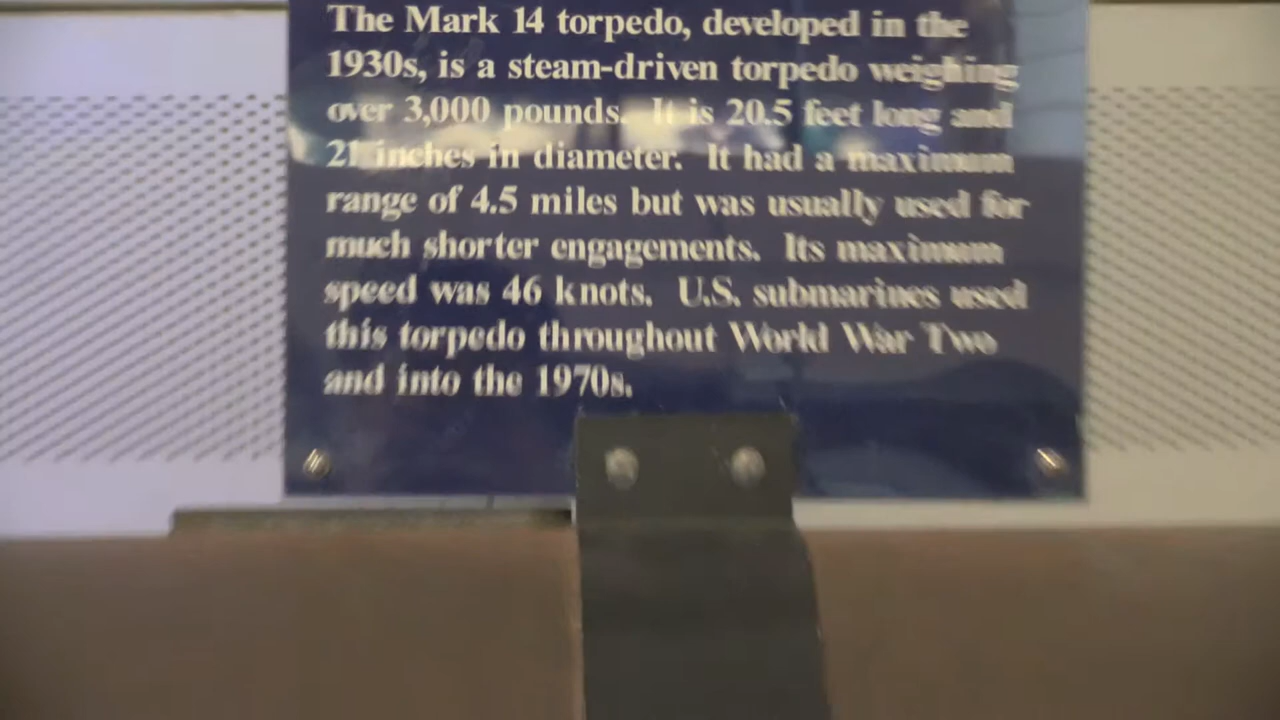 The Mark 14 torpedo, developed in the
1930s, is a steam-driven torpedo weighing
over 3,000 pounds. It is 20.5 feet long and
21 inches in diameter. It had a maximum
range of 4.5 miles but was usually used for
much shorter engagements. Its maximum
speed was 46 knots. U.S. submarines used
this torpedo throughout World War Two
and into the 1970s.